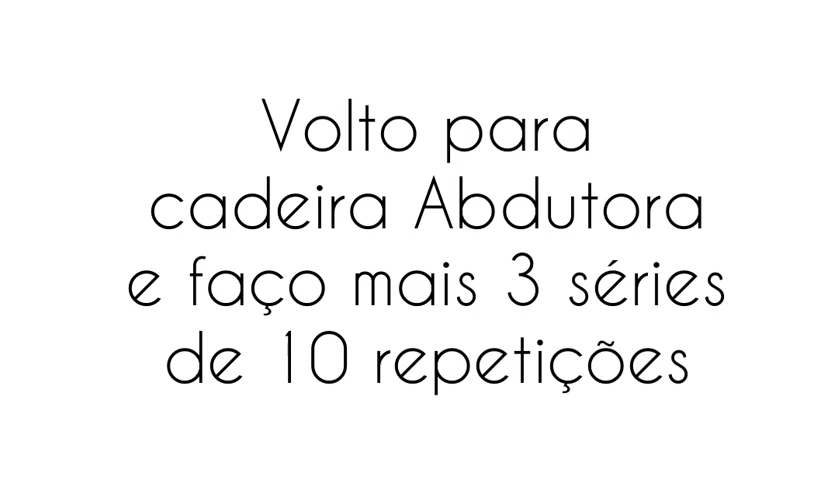 Volto para
cadeira Abdutora
e faço mais 3 séries
de 10 repetições